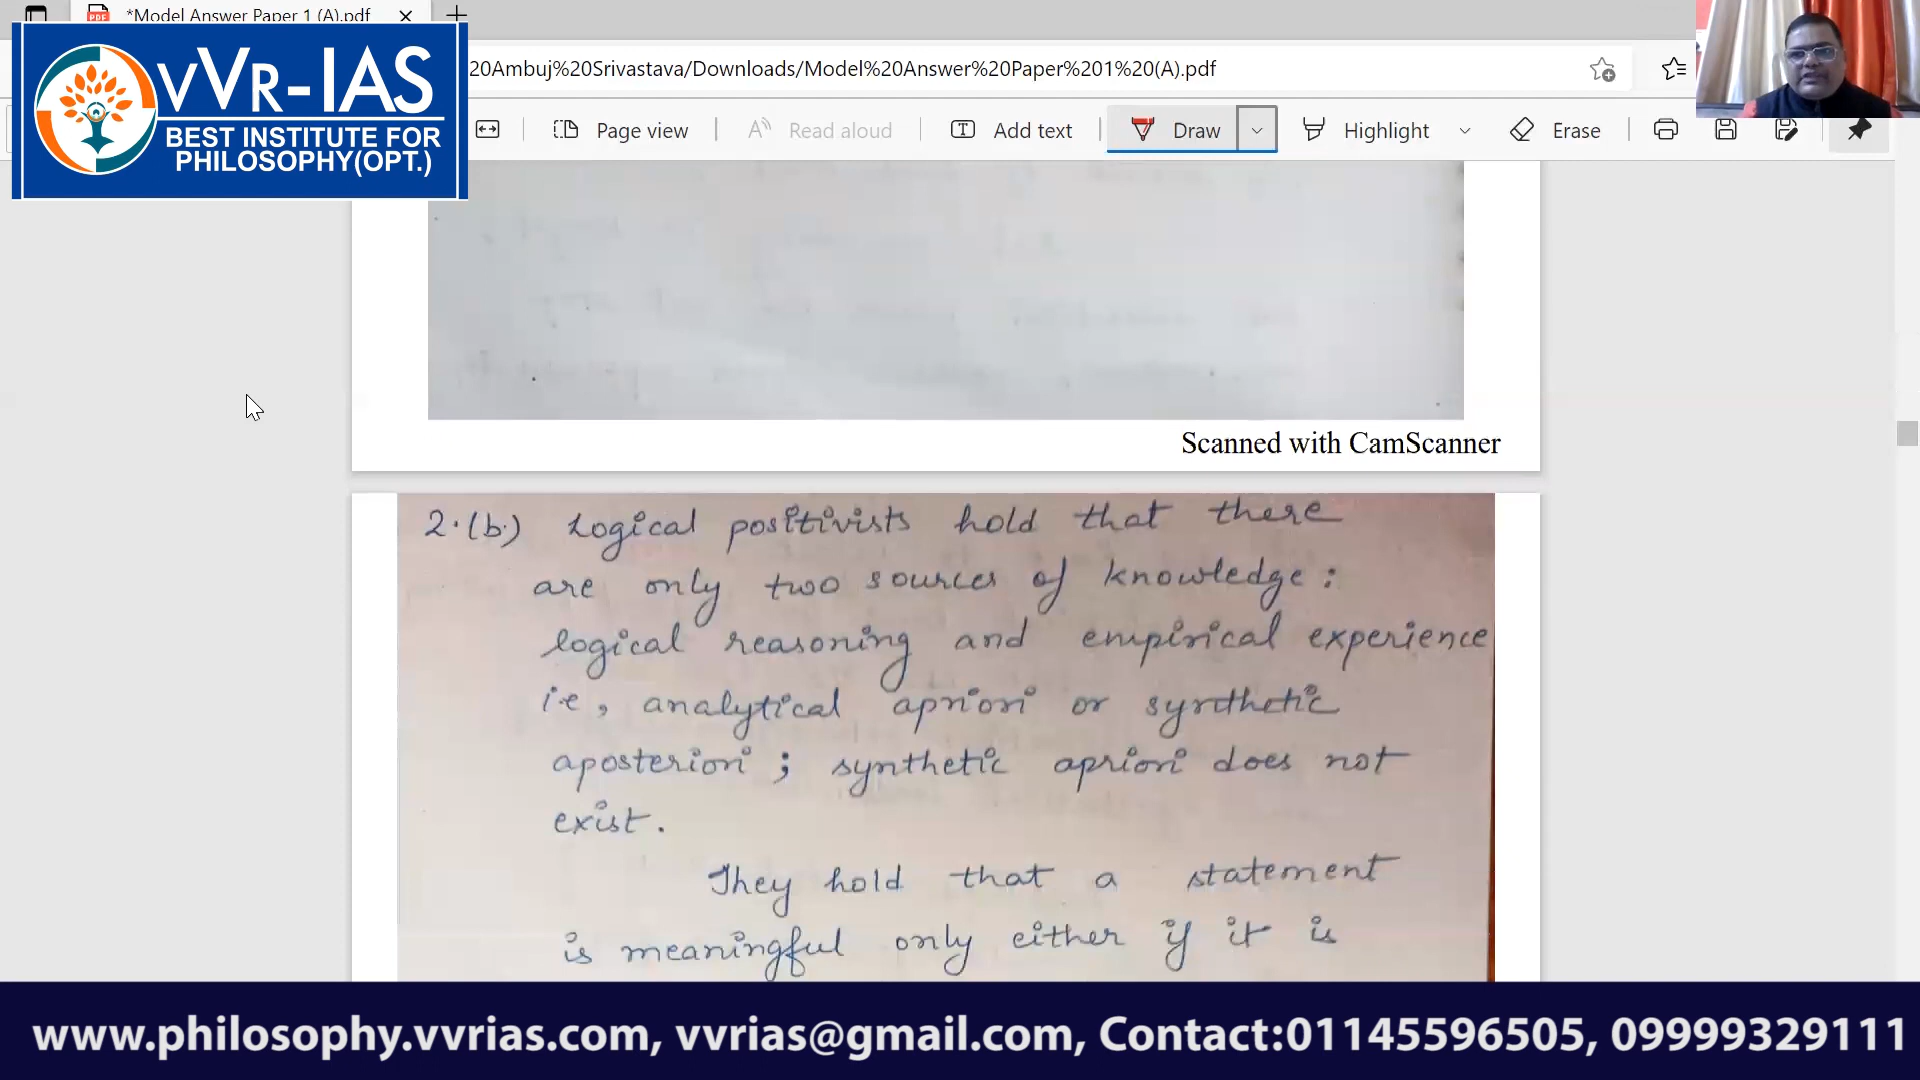 *Model Answer Paper 1 (A).pdf
vVR-IAS
BEST INSTITUTE FOR
PHILOSOPHY(OPT.)
20Ambuj%20Srivastava/Downloads/Model%20Answer%20Paper%201%20(A).pdf
Page view
Read aloud
Add text
Draw
Highlight
Erase
Scanned with CamScanner
2.(b.) Logical positivists hold that there
are only two sources of knowledge:
logical reasoning and empirical experience
i.e, analytical apriori or synthetic
aposteriori ; synthetic apriori does not
exist.
They hold that a statement
is meaningful only either if it is
www.philosophy.vvrias.com, vvrias@gmail.com, Contact:01145596505, 09999329111